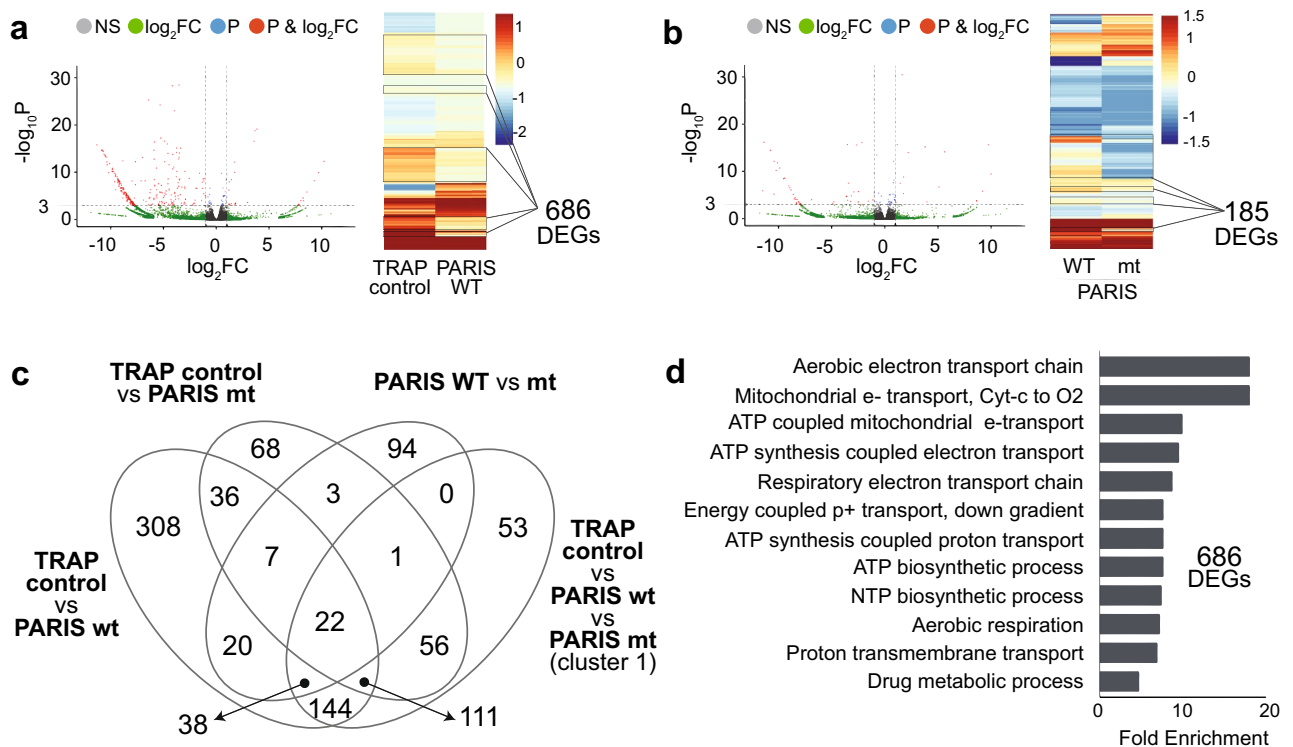 a
NS log2FC P P & log2FC
-log10P
30
20
10
3
0
-10 -5 0 5 10
log2FC
1
0
-1
-2
TRAP control
PARIS WT
686 DEGs
b
NS log2FC P P & log2FC
-log10P
30
20
10
3
0
-10 -5 0 5 10
log2FC
1.5
1
0
-1
-1.5
WT mt
PARIS
185 DEGs
c
TRAP control
vs PARIS mt
PARIS WT vs mt
TRAP
control
vs
PARIS wt
TRAP
control
vs
PARIS wt
vs
PARIS mt
(cluster 1)
68
94
36
3
0
308
53
7
1
22
20
56
38
144
111
d
Aerobic electron transport chain
Mitochondrial e- transport, Cyt-c to O2
ATP coupled mitochondrial e-transport
ATP synthesis coupled electron transport
Respiratory electron transport chain
Energy coupled p+ transport, down gradient
ATP synthesis coupled proton transport
ATP biosynthetic process
NTP biosynthetic process
Aerobic respiration
Proton transmembrane transport
Drug metabolic process
686
DEGs
0 10 20
Fold Enrichment